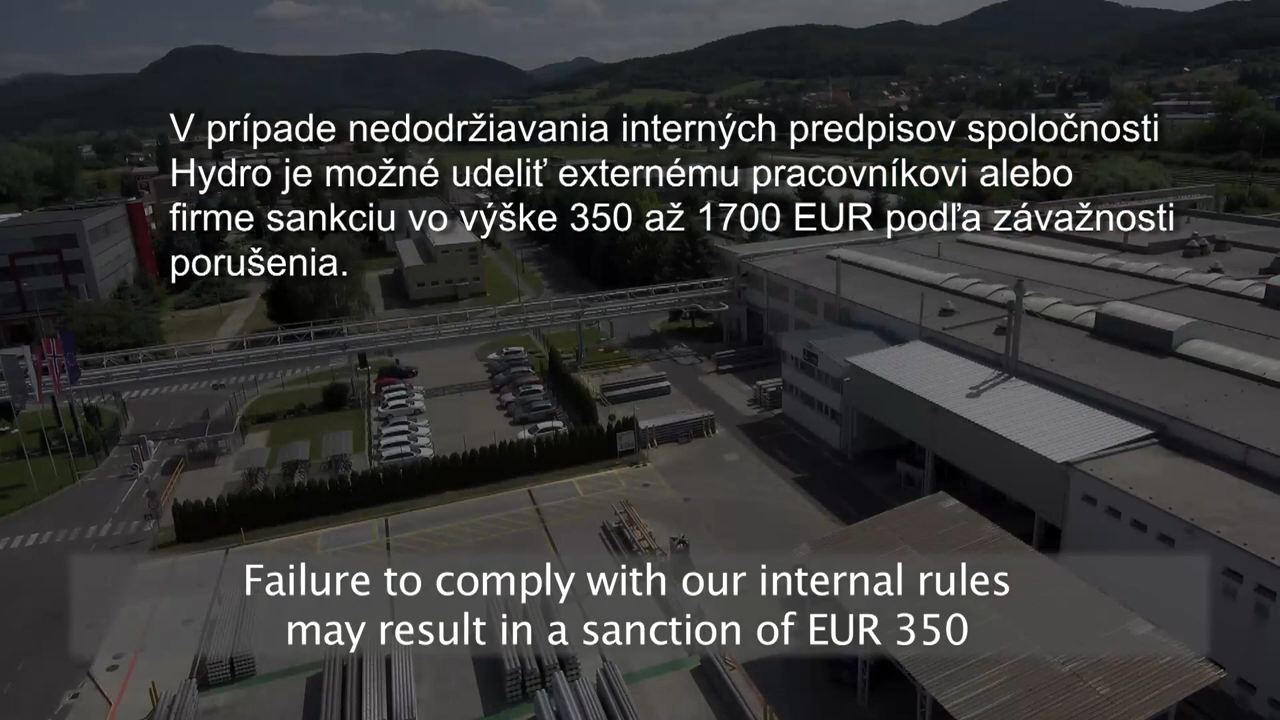 V prípade nedodržiavania interných predpisov spoločnosti
Hydro je možné udeliť externému pracovníkovi alebo
firme sankciu vo výške 350 až 1700 EUR podľa závažnosti
porušenia.
Failure to comply with our internal rules
may result in a sanction of EUR 350